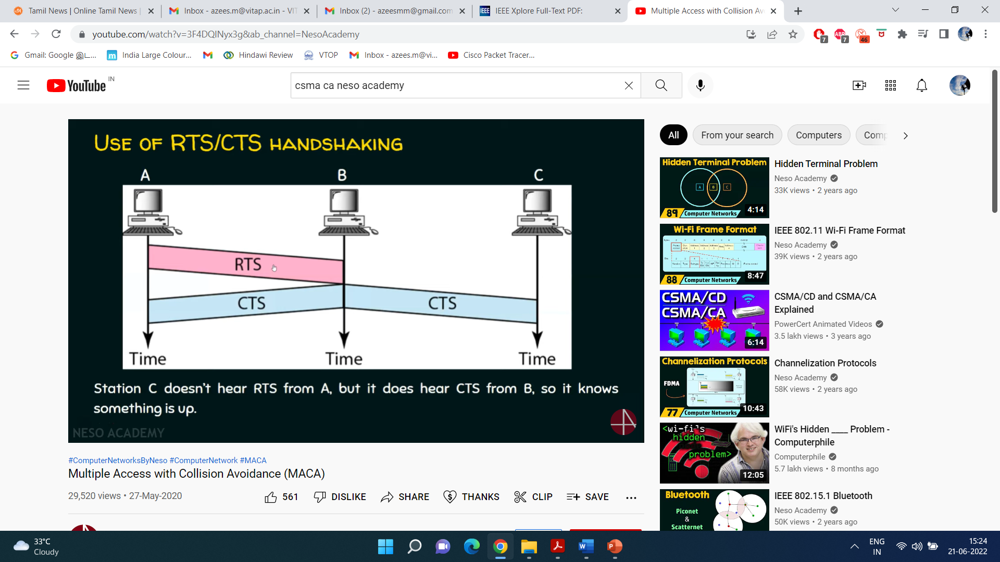 Tamil News | Online Tamil News |
Inbox - azees.m@vitap.ac.in - VIT
Inbox (2) - azeesmm@gmail.com
IEEE Xplore Full-Text PDF:
Multiple Access with Collision Av
youtube.com/watch?v=3F4DQINyx3g&ab_channel=NesoAcademy
7
ABP
7
46
Gmail: Google இட...
India Large Colour...
Hindawi Review
VTOP
Inbox - azees.m@vi...
Cisco Packet Tracer...
YouTube IN
csma ca neso academy
USE OF RTS/CTS HANDSHAKING
A B C
RTS
CTS CTS
Time Time Time
Station C doesn't hear RTS from A, but it does hear CTS from B, so it knows
something is up.
NESO ACADEMY
#ComputerNetworksByNeso #ComputerNetwork #MACA
Multiple Access with Collision Avoidance (MACA)
29,520 views • 27-May-2020
561 DISLIKE SHARE THANKS CLIP SAVE
All From your search Computers Comp
Hidden Terminal Problem
A B C
89 Computer Networks 4:14
Hidden Terminal Problem
Neso Academy
33K views • 2 years ago
Wi-Fi Frame Format
88 Computer Networks 8:47
IEEE 802.11 Wi-Fi Frame Format
Neso Academy
39K views • 2 years ago
CSMA/CD
CSMA/CA
6:14
CSMA/CD and CSMA/CA
Explained
PowerCert Animated Videos
3.5 lakh views • 3 years ago
Channelization Protocols
FDMA
77 Computer Networks 10:43
Channelization Protocols
Neso Academy
58K views • 2 years ago
<wi-fi's
hidden
problem>
12:05
WiFi's Hidden ____ Problem -
Computerphile
Computerphile
5.7 lakh views • 8 months ago
Bluetooth
Piconet
&
Scatternet
IEEE 802.15.1 Bluetooth
Neso Academy
50K views • 2 years ago
33°C
Cloudy
ENG
IN
15:24
21-06-2022